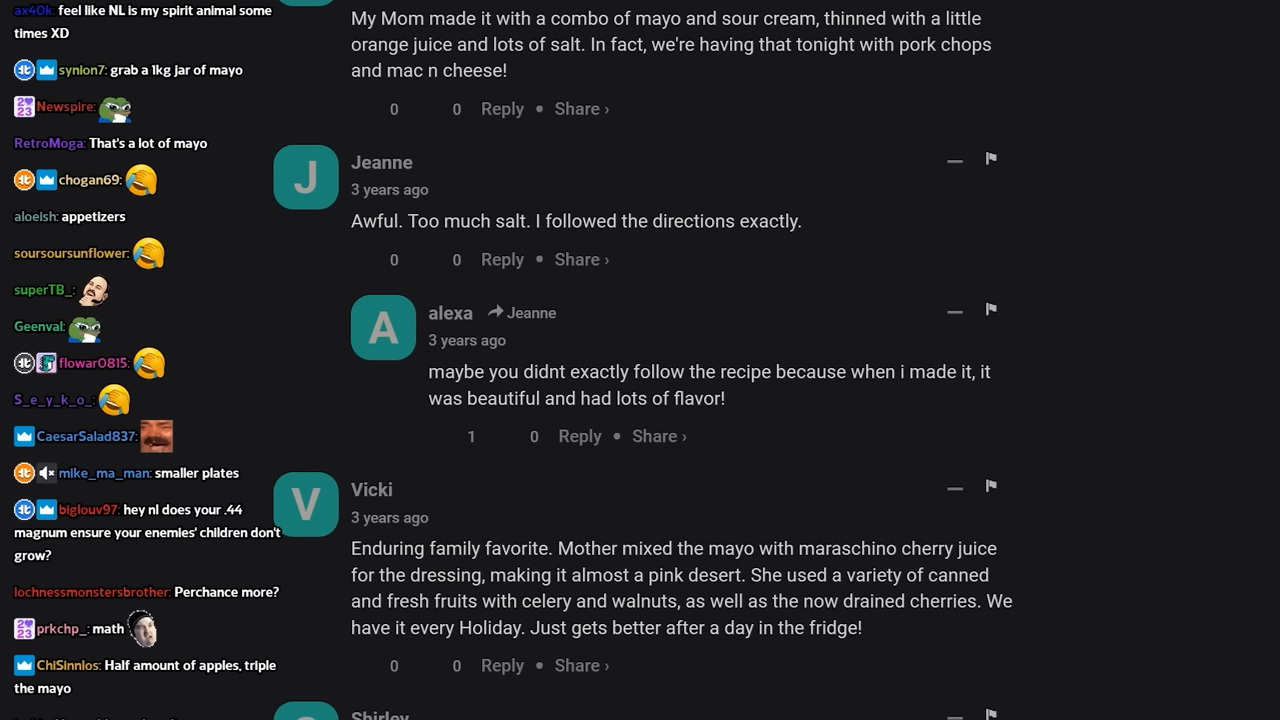 ax40k: feel like NL is my spirit animal some
times XD
synion7: grab a 1kg jar of mayo
Newspire:
RetroMoga: That's a lot of mayo
chogan69:
aloeish: appetizers
soursoursunflower:
superTB_:
Geenval:
flowar0815:
S_e_y_k_o_:
CaesarSalad837:
mike_ma_man: smaller plates
biglouv97: hey nl does your .44
magnum ensure your enemies' children don't
grow?
lochnessmonstersbrother: Perchance more?
prkchp_: math
ChiSinnlos: Half amount of apples, triple
the mayo
My Mom made it with a combo of mayo and sour cream, thinned with a little
orange juice and lots of salt. In fact, we're having that tonight with pork chops
and mac n cheese!
0 0 Reply • Share ›
J
Jeanne
3 years ago
Awful. Too much salt. I followed the directions exactly.
0 0 Reply • Share ›
A
alexa Jeanne
3 years ago
maybe you didnt exactly follow the recipe because when i made it, it
was beautiful and had lots of flavor!
1 0 Reply • Share ›
V
Vicki
3 years ago
Enduring family favorite. Mother mixed the mayo with maraschino cherry juice
for the dressing, making it almost a pink desert. She used a variety of canned
and fresh fruits with celery and walnuts, as well as the now drained cherries. We
have it every Holiday. Just gets better after a day in the fridge!
0 0 Reply • Share ›
Shirley